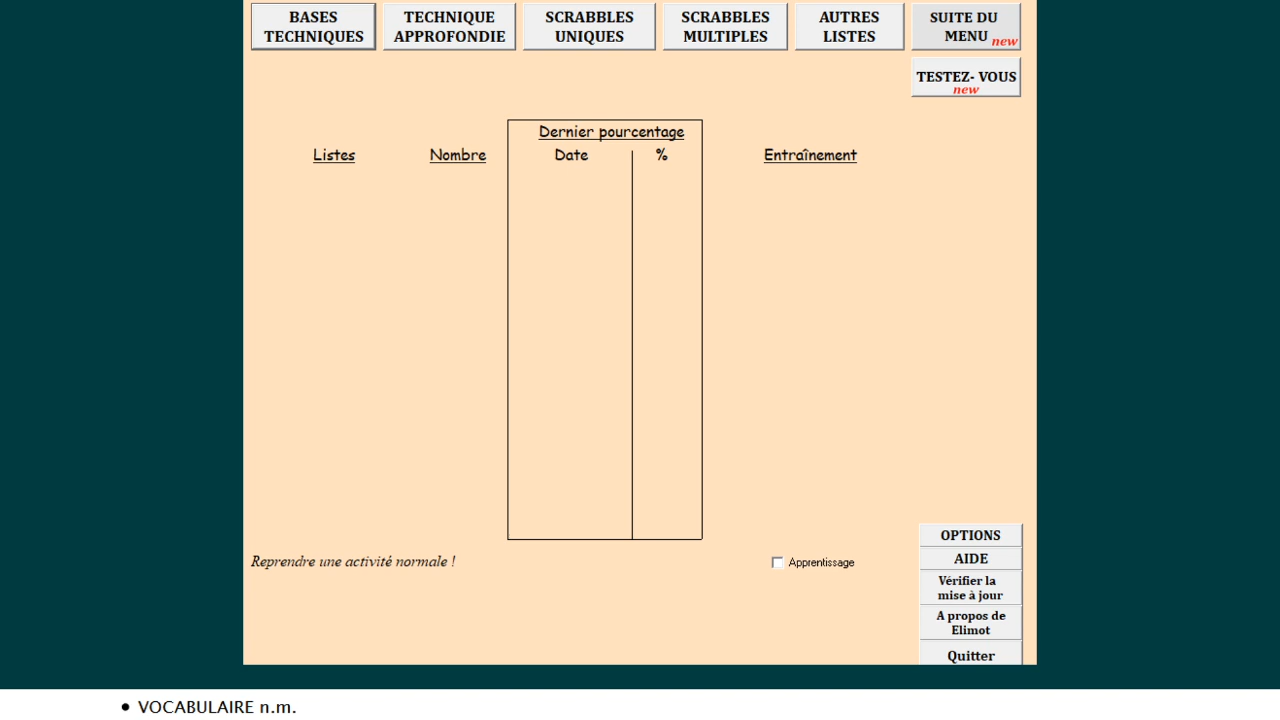 BASES
TECHNIQUES
TECHNIQUE
APPROFONDIE
SCRABBLES
UNIQUES
SCRABBLES
MULTIPLES
AUTRES
LISTES
SUITE DU
MENU new
TESTEZ- VOUS
new
Dernier pourcentage
Listes Nombre Date % Entraînement
Reprendre une activité normale !
Apprentissage
OPTIONS
AIDE
Vérifier la
mise à jour
A propos de
Elimot
Quitter
• VOCABULAIRE n.m.